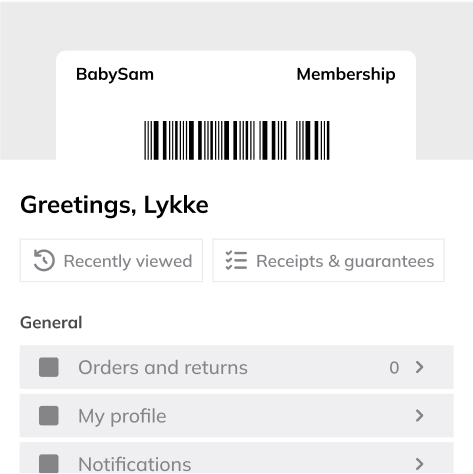 BabySam Membership
Greetings, Lykke
Recently viewed Receipts & guarantees
General
Orders and returns 0
My profile
Notifications